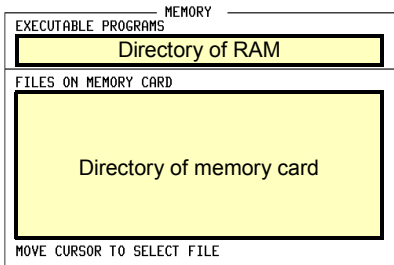 MEMORY
EXECUTABLE PROGRAMS
Directory of RAM
FILES ON MEMORY CARD
Directory of memory card
MOVE CURSOR TO SELECT FILE